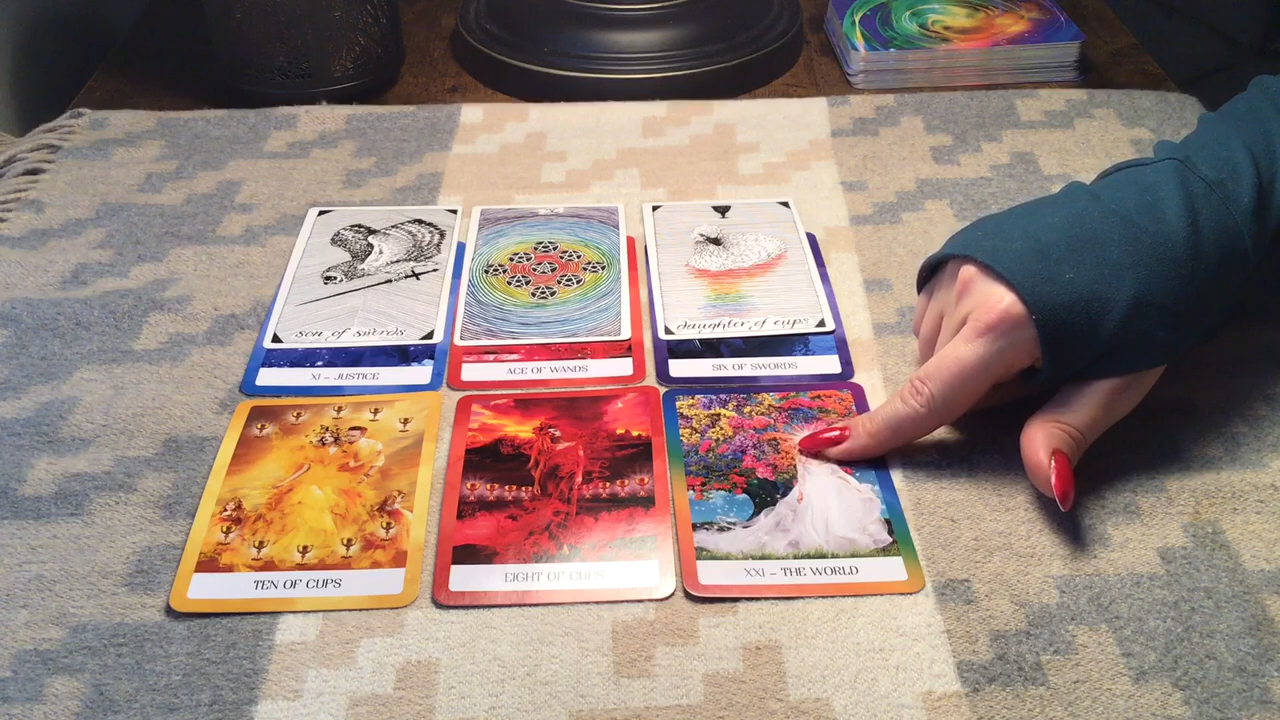 son of swords
X
daughter of cups
XI – JUSTICE
ACE OF WANDS
SIX OF SWORDS
TEN OF CUPS
EIGHT OF CUPS
XXI – THE WORLD